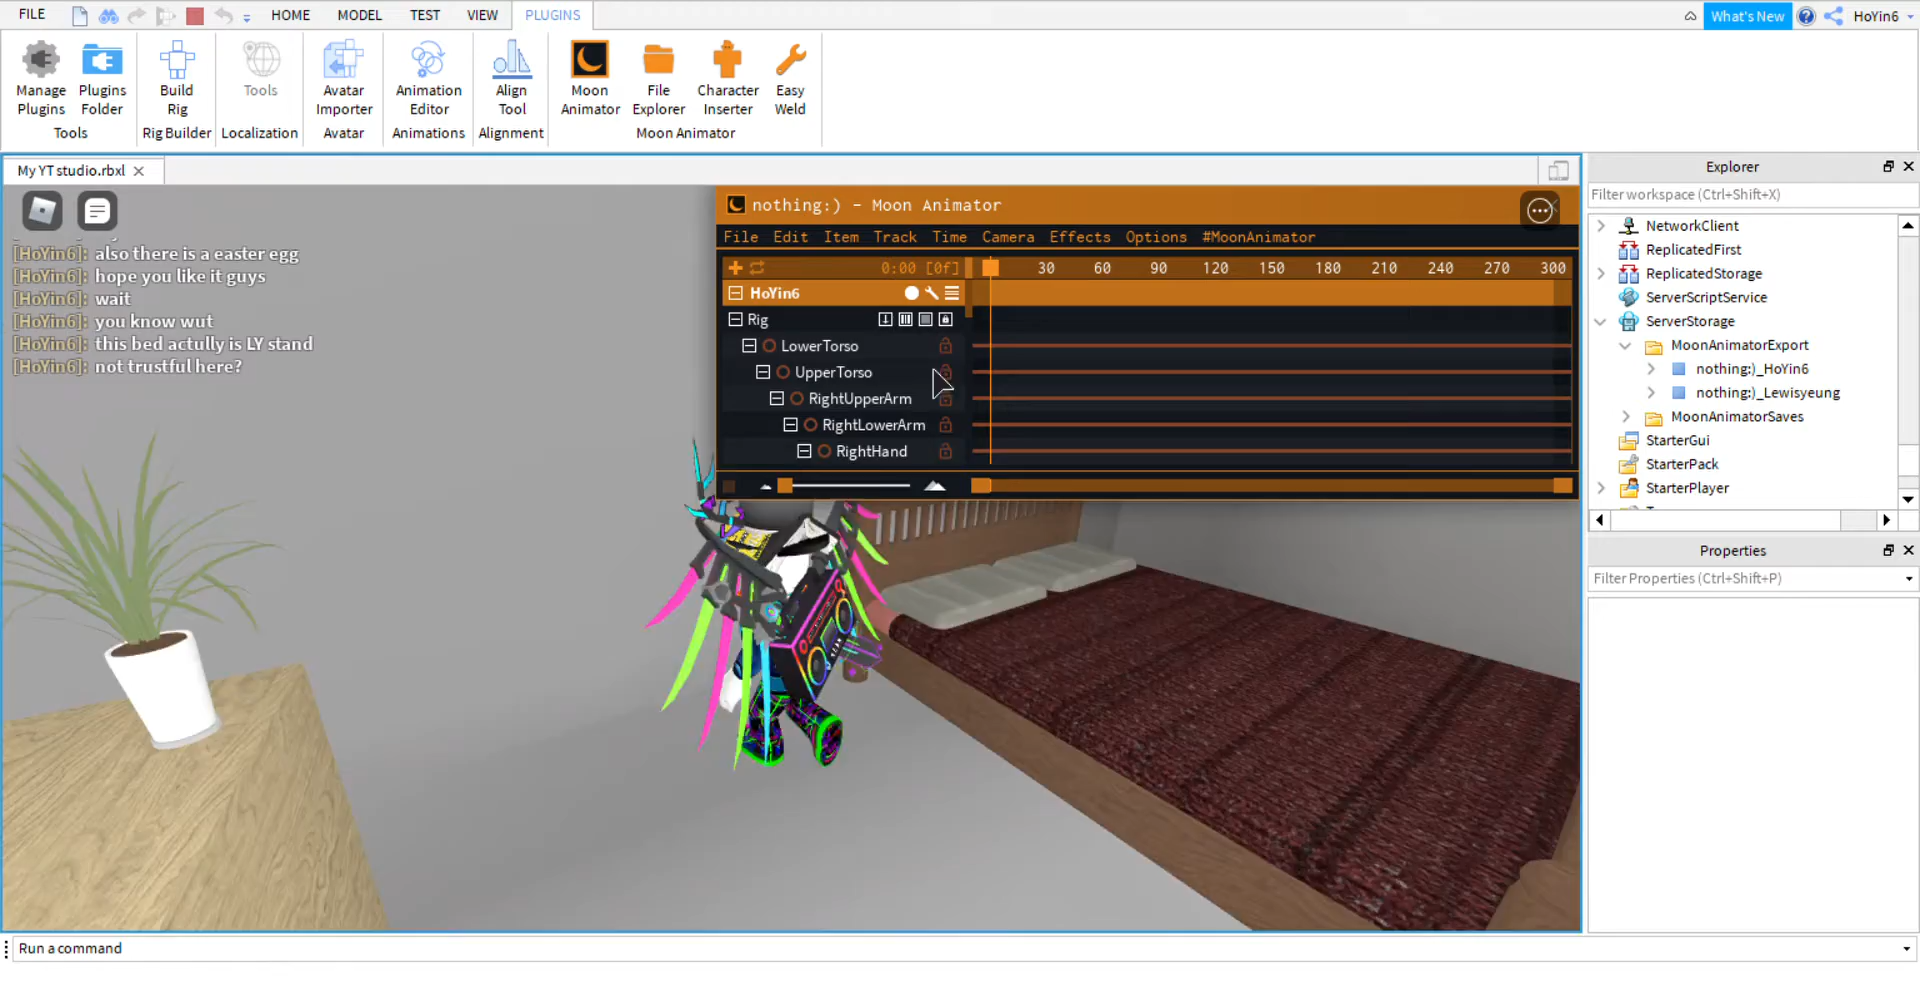 FILE HOME MODEL TEST VIEW PLUGINS What's New HoYin6
Manage Plugins
Plugins Folder
Tools
Build Rig
Rig Builder
Tools
Localization
Avatar Importer
Avatar
Animation Editor
Animations
Align Tool
Alignment
Moon Animator
File Explorer
Character Inserter
Easy Weld
Moon Animator
My YT studio.rbxl
[HoYin6]: also there is a easter egg
[HoYin6]: hope you like it guys
[HoYin6]: wait
[HoYin6]: you know wut
[HoYin6]: this bed actully is LY stand
[HoYin6]: not trustful here?
nothing:) - Moon Animator
File Edit Item Track Time Camera Effects Options #MoonAnimator
0:00 [0f] 30 60 90 120 150 180 210 240 270 300
HoYin6
Rig
LowerTorso
UpperTorso
RightUpperArm
RightLowerArm
RightHand
Explorer
Filter workspace (Ctrl+Shift+X)
NetworkClient
ReplicatedFirst
ReplicatedStorage
ServerScriptService
ServerStorage
MoonAnimatorExport
nothing:)_HoYin6
nothing:)_Lewisyeung
MoonAnimatorSaves
StarterGui
StarterPack
StarterPlayer
Properties
Filter Properties (Ctrl+Shift+P)
Run a command